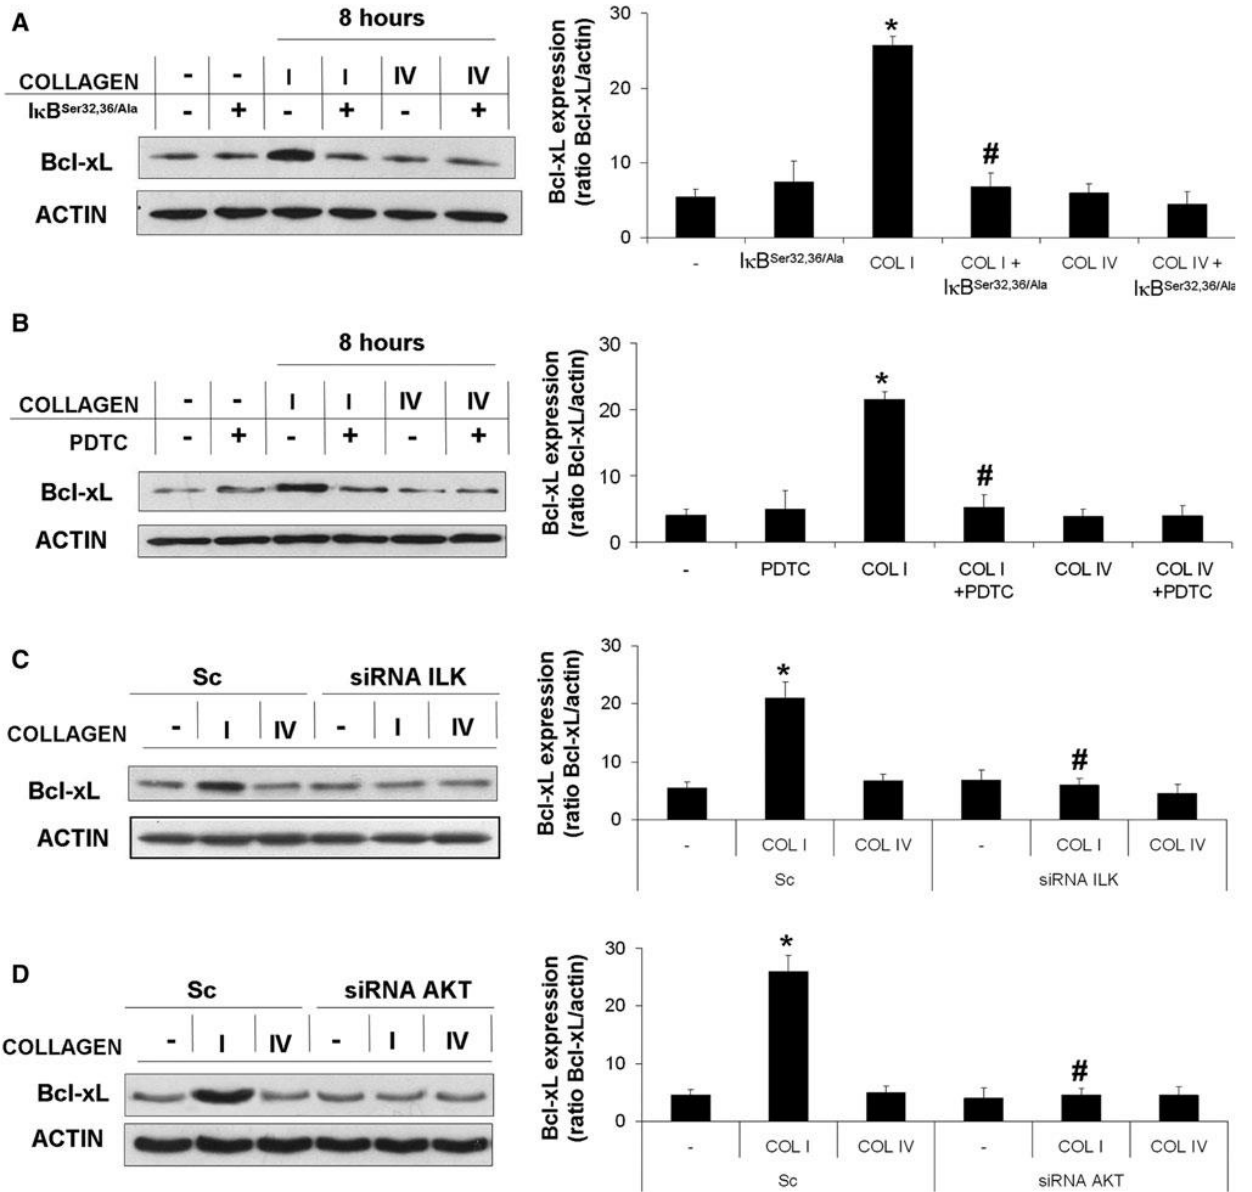 A
8 hours
COLLAGEN - - I I IV IV
IκBSer32,36/Ala - + - + - +
Bcl-xL
ACTIN
Bcl-xL expression
(ratio Bcl-xL/actin)
30
20
10
0
*
#
- IκBSer32,36/Ala COL I COL I + COL IV COL IV +
IκBSer32,36/Ala IκBSer32,36/Ala
B
8 hours
COLLAGEN - - I I IV IV
PDTC - + - + - +
Bcl-xL
ACTIN
Bcl-xL expression
(ratio Bcl-xL/actin)
30
20
10
0
*
#
- PDTC COL I COL I COL IV COL IV
+PDTC +PDTC
C
Sc siRNA ILK
COLLAGEN - I IV - I IV
Bcl-xL
ACTIN
Bcl-xL expression
(ratio Bcl-xL/actin)
30
20
10
0
*
#
- COL I COL IV - COL I COL IV
Sc siRNA ILK
D
Sc siRNA AKT
COLLAGEN - I IV - I IV
Bcl-xL
ACTIN
Bcl-xL expression
(ratio Bcl-xL/actin)
30
20
10
0
*
#
- COL I COL IV - COL I COL IV
Sc siRNA AKT